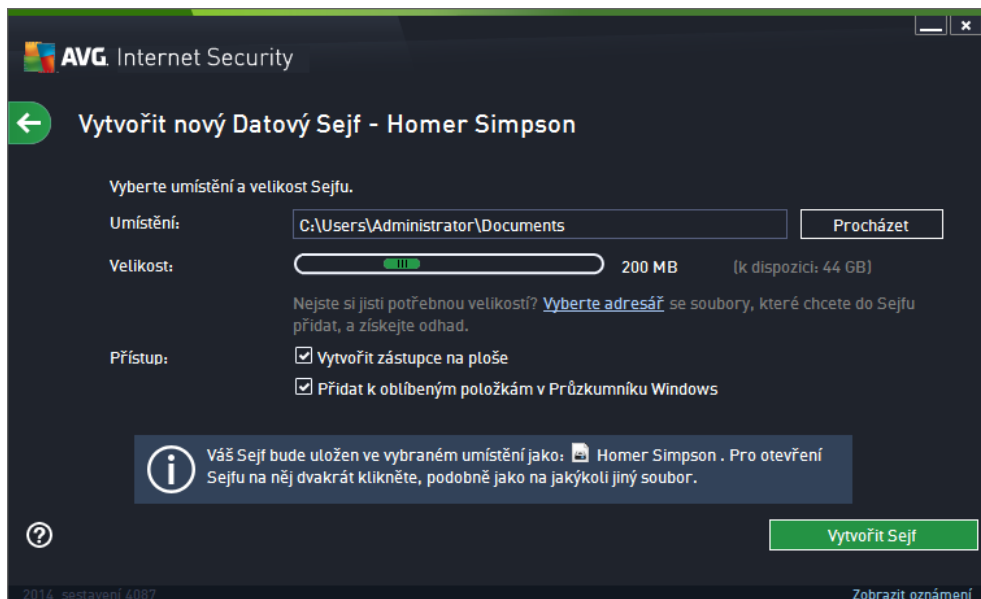 AVG. Internet Security
Vytvořit nový Datový Sejf - Homer Simpson
Vyberte umístění a velikost Sejfu.
Umístění: C:\Users\Administrator\Documents Procházet
Velikost: 200 MB (k dispozici: 44 GB)
Nejste si jisti potřebnou velikostí? Vyberte adresář se soubory, které chcete do Sejfu
přidat, a získejte odhad.
Přístup: Vytvořit zástupce na ploše
Přidat k oblíbeným položkám v Průzkumníku Windows
Váš Sejf bude uložen ve vybraném umístění jako: Homer Simpson . Pro otevření
Sejfu na něj dvakrát klikněte, podobně jako na jakýkoli jiný soubor.
Vytvořit Sejf
2014 sestavení 4087 Zobrazit oznámení